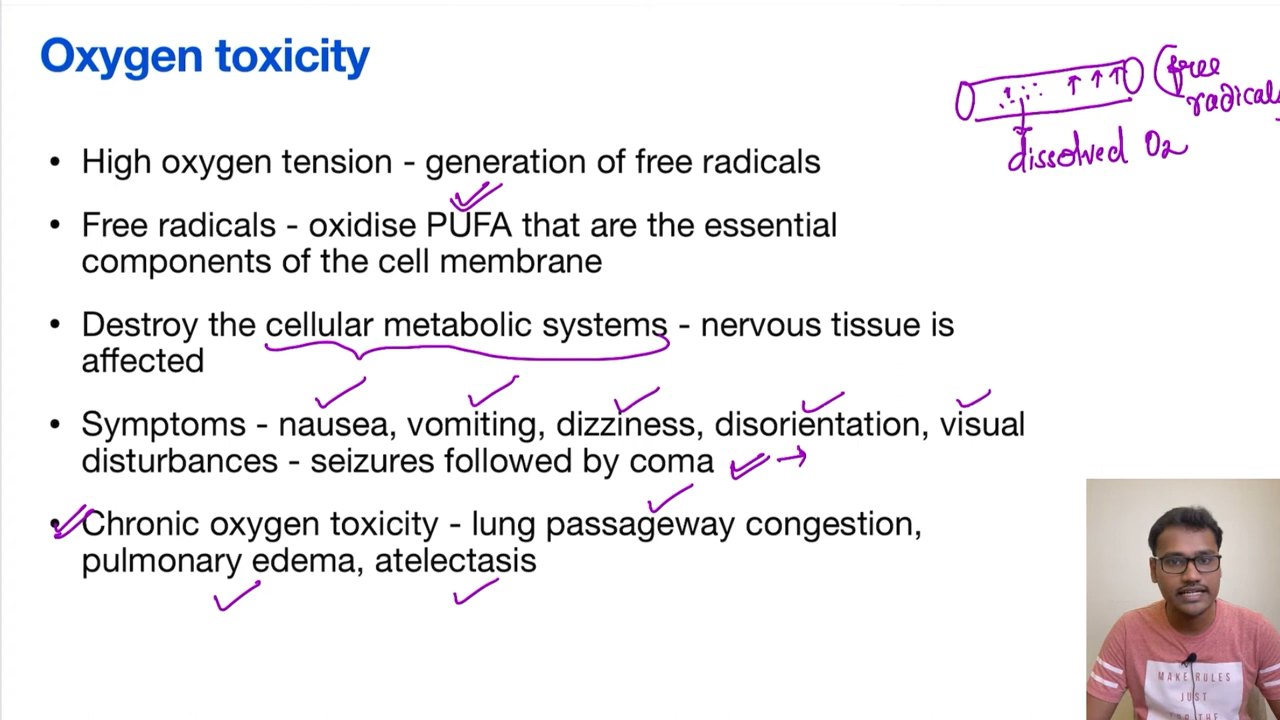 Oxygen toxicity
free
radicals
dissolved O2
• High oxygen tension - generation of free radicals
• Free radicals - oxidise PUFA that are the essential
components of the cell membrane
• Destroy the cellular metabolic systems - nervous tissue is
affected
• Symptoms - nausea, vomiting, dizziness, disorientation, visual
disturbances - seizures followed by coma
• Chronic oxygen toxicity - lung passageway congestion,
pulmonary edema, atelectasis
MAKE RULES
JUST
FOR THE